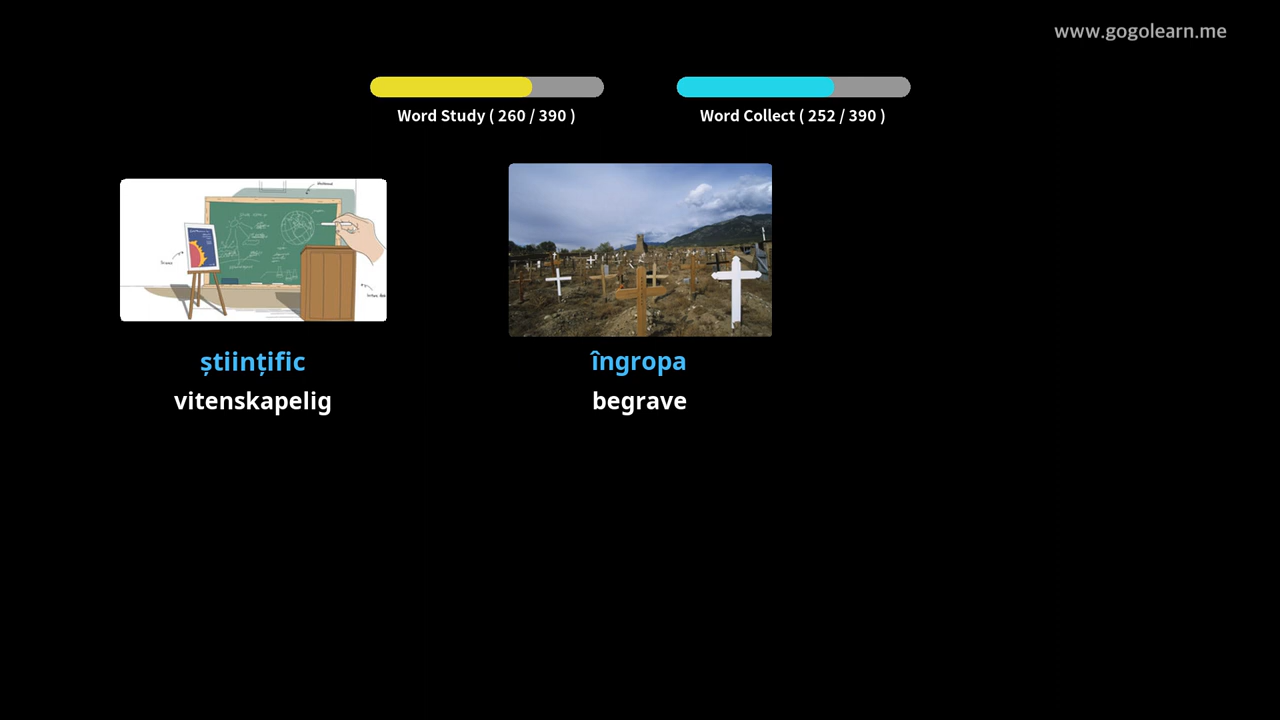 www.gogolearn.me
Word Study ( 260 / 390 )
Word Collect ( 252 / 390 )
științific
vitenskapelig
îngropa
begrave